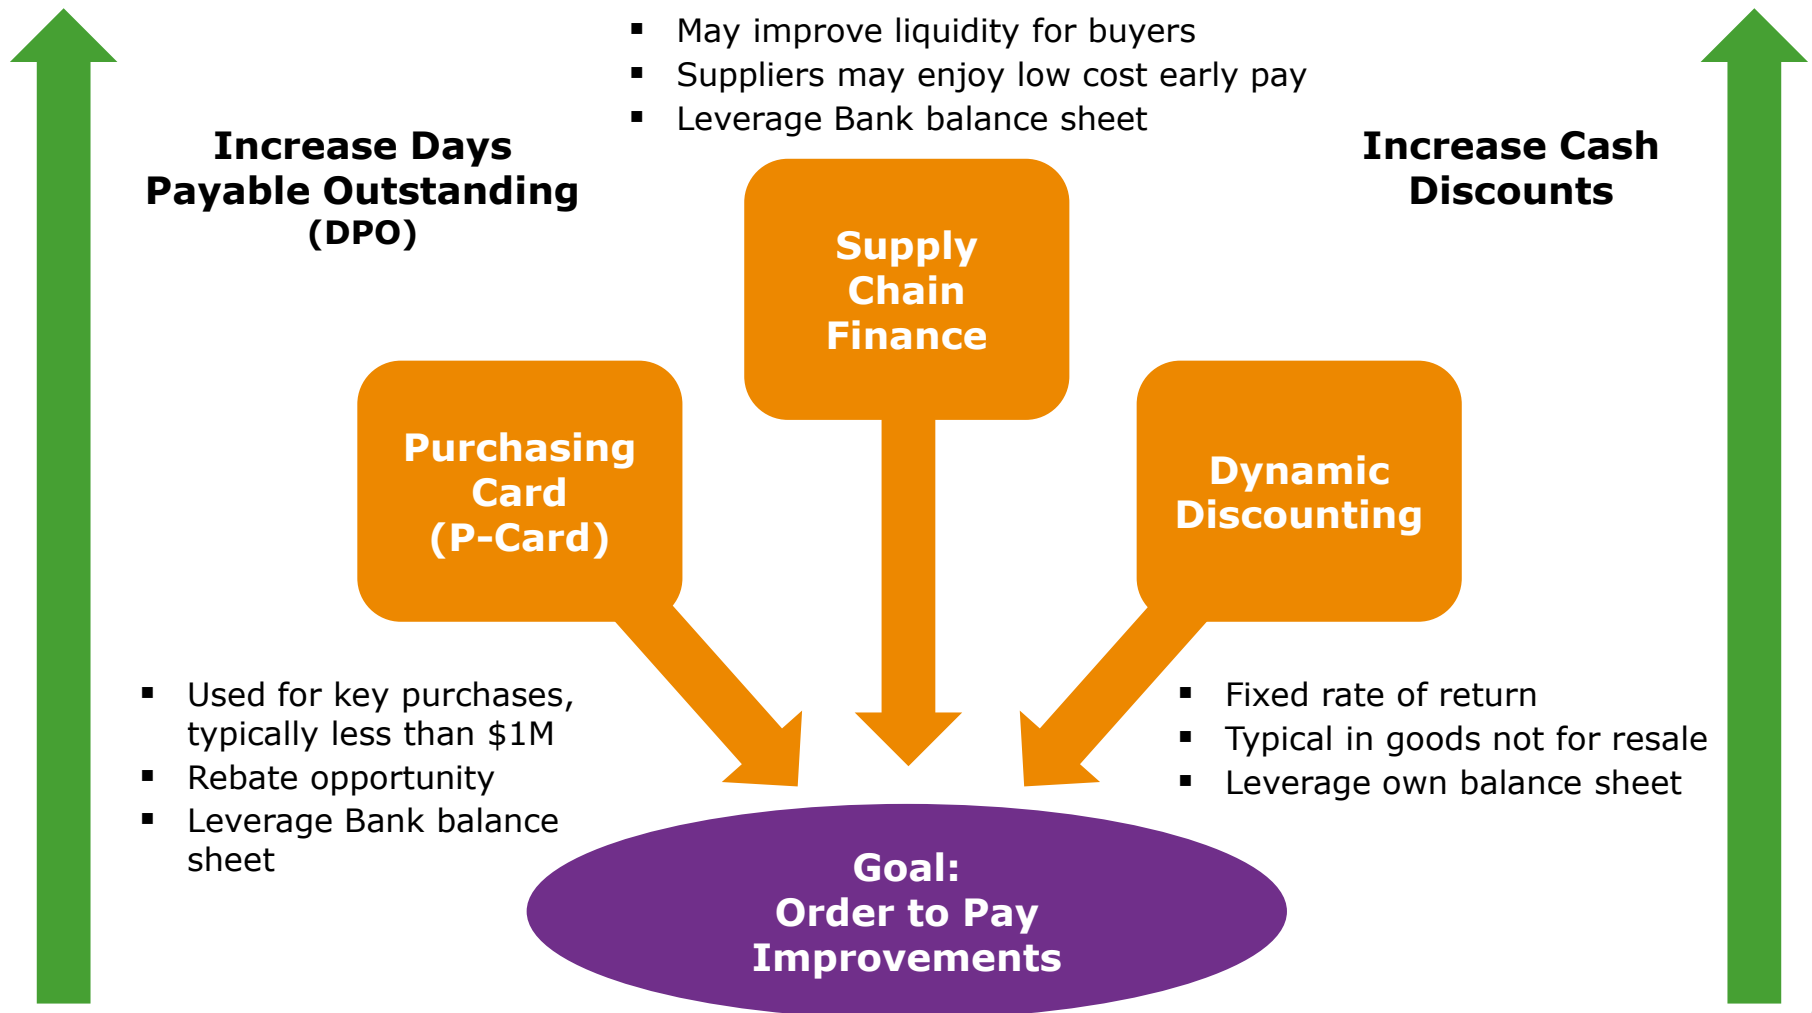 ▪ May improve liquidity for buyers
▪ Suppliers may enjoy low cost early pay
▪ Leverage Bank balance sheet
Increase Days
Payable Outstanding
(DPO)
Increase Cash
Discounts
Supply
Chain
Finance
Purchasing
Card
(P-Card)
Dynamic
Discounting
▪ Used for key purchases,
typically less than $1M
▪ Rebate opportunity
▪ Leverage Bank balance
sheet
▪ Fixed rate of return
▪ Typical in goods not for resale
▪ Leverage own balance sheet
Goal:
Order to Pay
Improvements